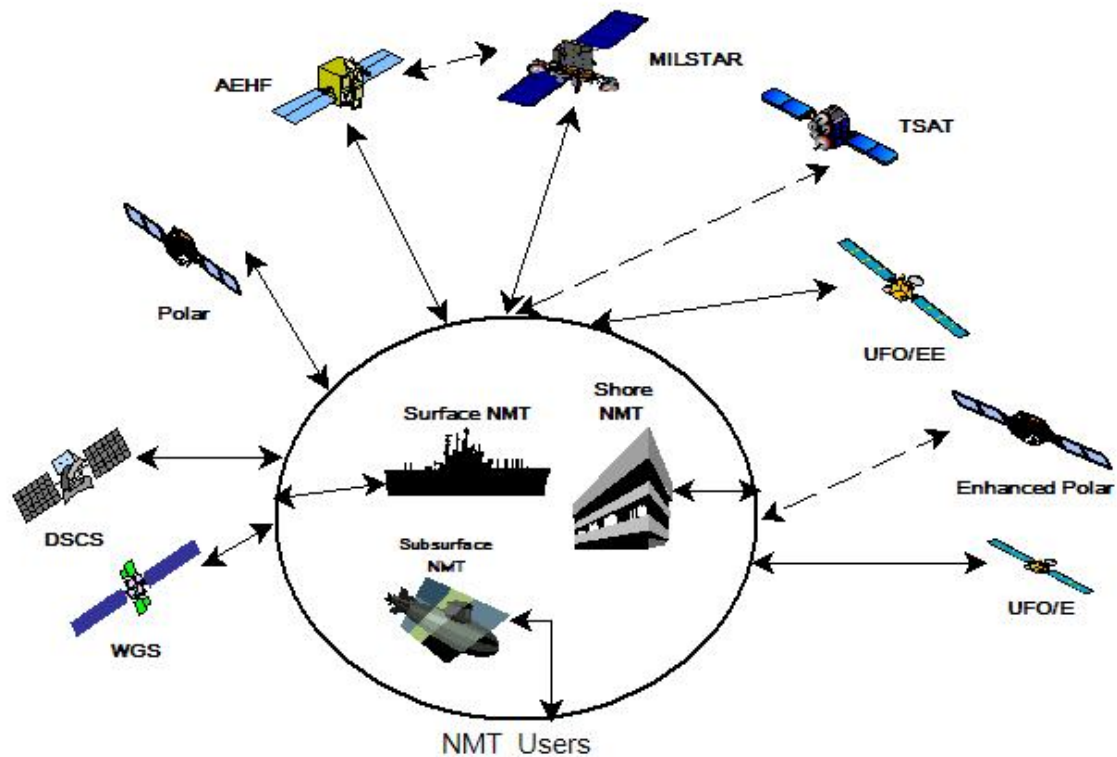 AEHF
MILSTAR
TSAT
Polar
UFO/EE
Shore
NMT
Surface NMT
Enhanced Polar
DSCS
Subsurface
NMT
UFO/E
WGS
NMT Users